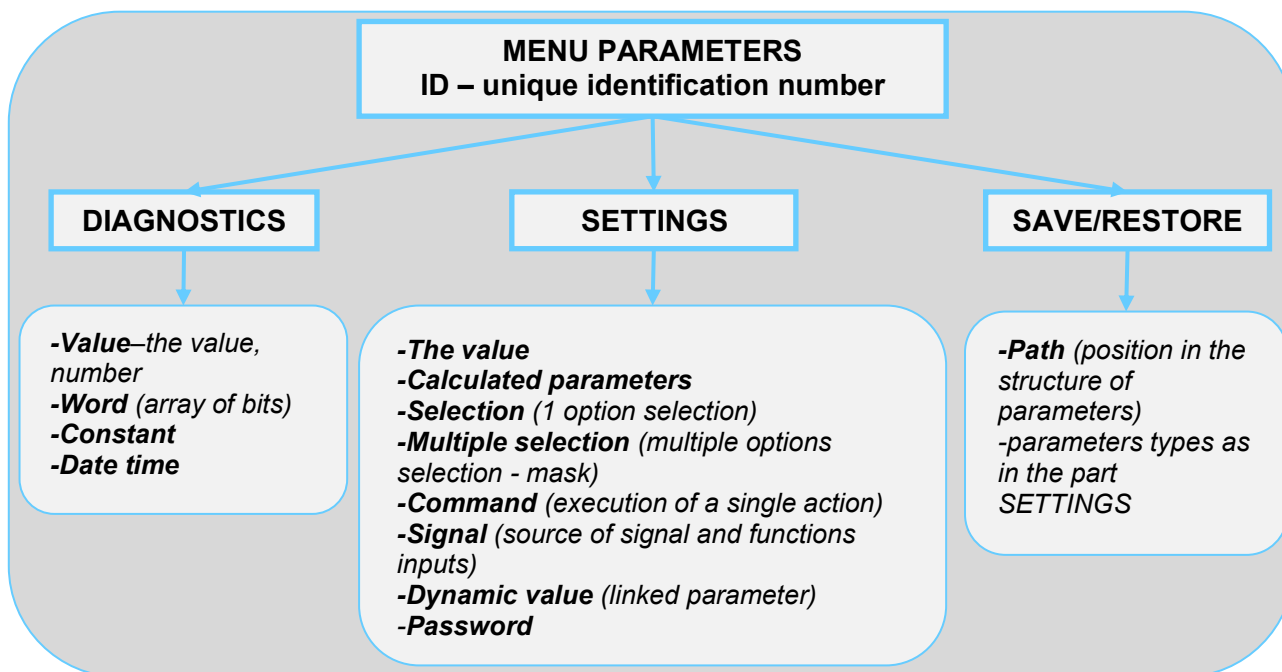 MENU PARAMETERS
ID – unique identification number
DIAGNOSTICS
SETTINGS
SAVE/RESTORE
-Value–the value,
number
-Word (array of bits)
-Constant
-Date time
-The value
-Calculated parameters
-Selection (1 option selection)
-Multiple selection (multiple options
selection - mask)
-Command (execution of a single action)
-Signal (source of signal and functions
inputs)
-Dynamic value (linked parameter)
-Password
-Path (position in the
structure of
parameters)
-parameters types as
in the part
SETTINGS